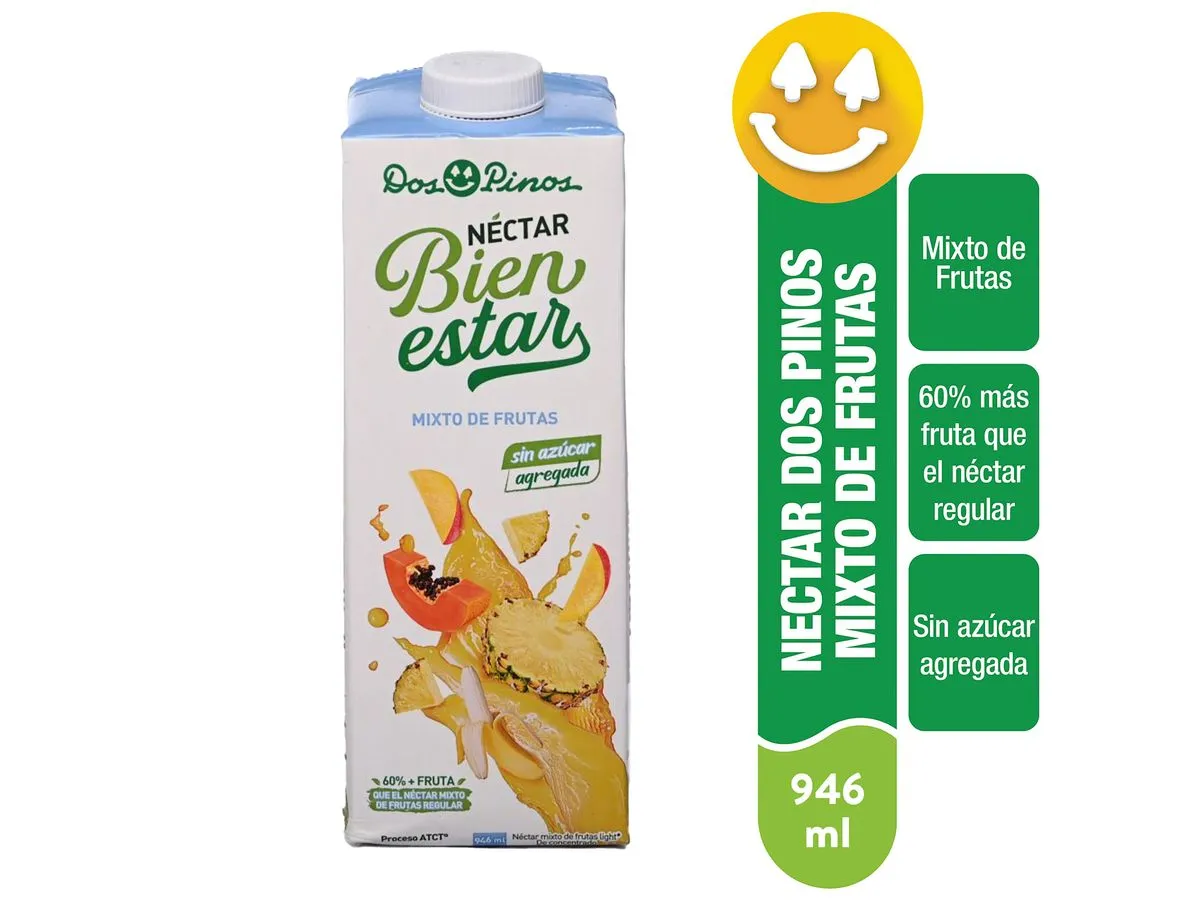 Dos Pinos
NÉCTAR
Bien
estar
MIXTO DE FRUTAS
sin azúcar
agregada
60% + FRUTA
QUE EL NÉCTAR MIXTO
DE FRUTAS REGULAR
Proceso ATCT®
946 ml
Néctar mixto de frutas light*
De concentrado
NECTAR DOS PINOS
MIXTO DE FRUTAS
946
ml
Mixto de
Frutas
60% más
fruta que
el néctar
regular
Sin azúcar
agregada